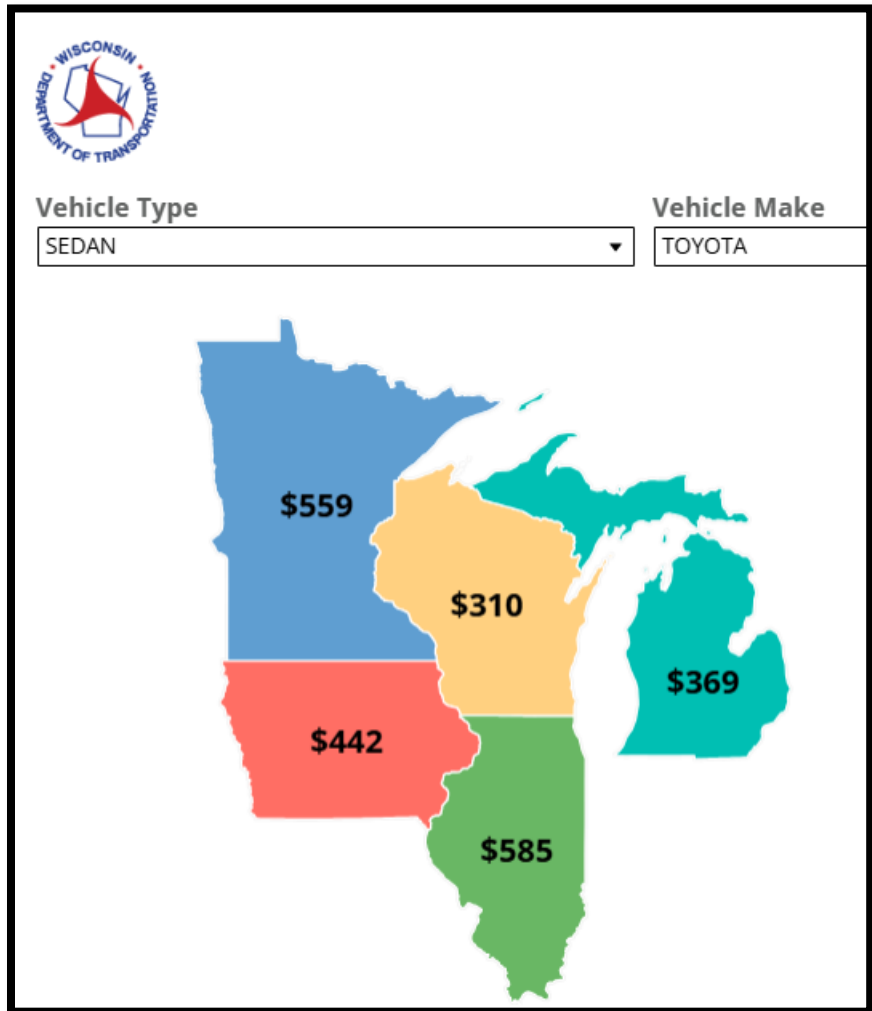 WISCONSIN
DEPARTMENT OF TRANSPORTATION
Vehicle Type
Vehicle Make
SEDAN
TOYOTA
$559
$310
$369
$442
$585